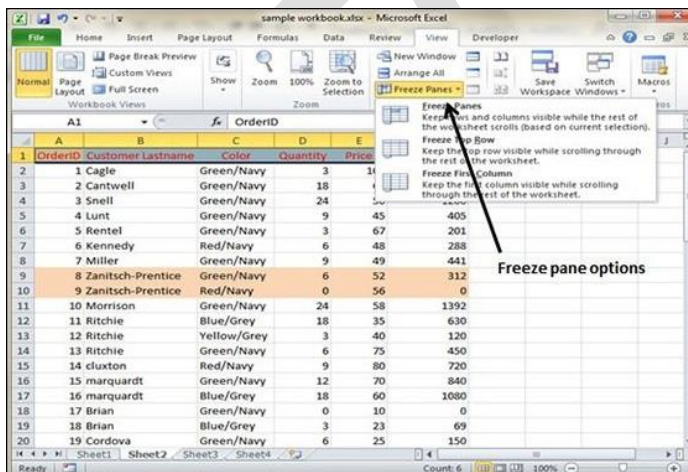 sample workbook.xlsx - Microsoft Excel
File Home Insert Page Layout Formulas Data Review View Developer
Normal Page Layout Page Break Preview Custom Views Full Screen Show Zoom 100% Zoom to Selection New Window Arrange All Freeze Panes Save Workspace Switch Windows Macros
Workbook Views Zoom
Freeze Panes
Keep rows and columns visible while the rest of
the worksheet scrolls (based on current selection).
Freeze Top Row
Keep the top row visible while scrolling through
the rest of the worksheet.
Freeze First Column
Keep the first column visible while scrolling
through the rest of the worksheet.
A1 fx OrderID
A B C D E J
1 OrderID Customer Lastname Color Quantity Price
2 1 Cagle Green/Navy 3
3 2 Cantwell Green/Navy 18
4 3 Snell Green/Navy 24
5 4 Lunt Green/Navy 9 45 405
6 5 Rentel Green/Navy 3 67 201
7 6 Kennedy Red/Navy 6 48 288
8 7 Miller Green/Navy 9 49 441
9 8 Zanitsch-Prentice Green/Navy 6 52 312
10 9 Zanitsch-Prentice Red/Navy 0 56 0
11 10 Morrison Green/Navy 24 58 1392
12 11 Ritchie Blue/Grey 18 35 630
13 12 Ritchie Yellow/Grey 3 40 120
14 13 Ritchie Green/Navy 6 75 450
15 14 cluxton Red/Navy 9 80 720
16 15 marquardt Green/Navy 12 70 840
17 16 marquardt Blue/Grey 18 60 1080
18 17 Brian Green/Navy 0 10 0
19 18 Brian Blue/Grey 3 23 69
20 19 Cordova Green/Navy 6 25 150
Freeze pane options
Sheet1 Sheet2 Sheet3 Sheet4
Ready Count: 6 100%